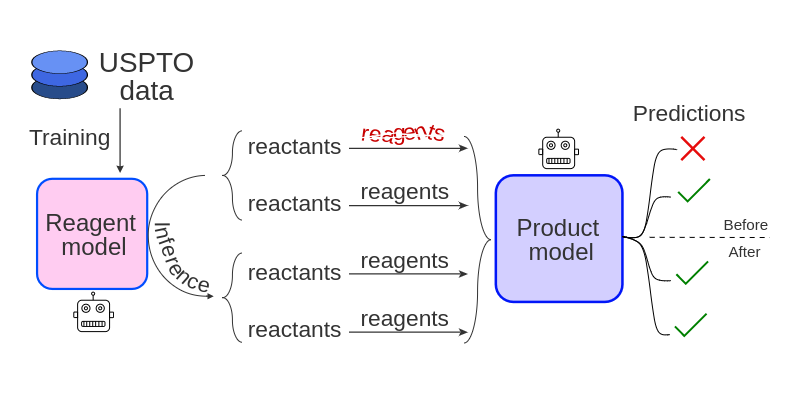 USPTO
data
Training
Reagent
model
Inference
reactants reagents
reactants reagents
reactants reagents
reactants reagents
Product
model
Predictions
Before
After